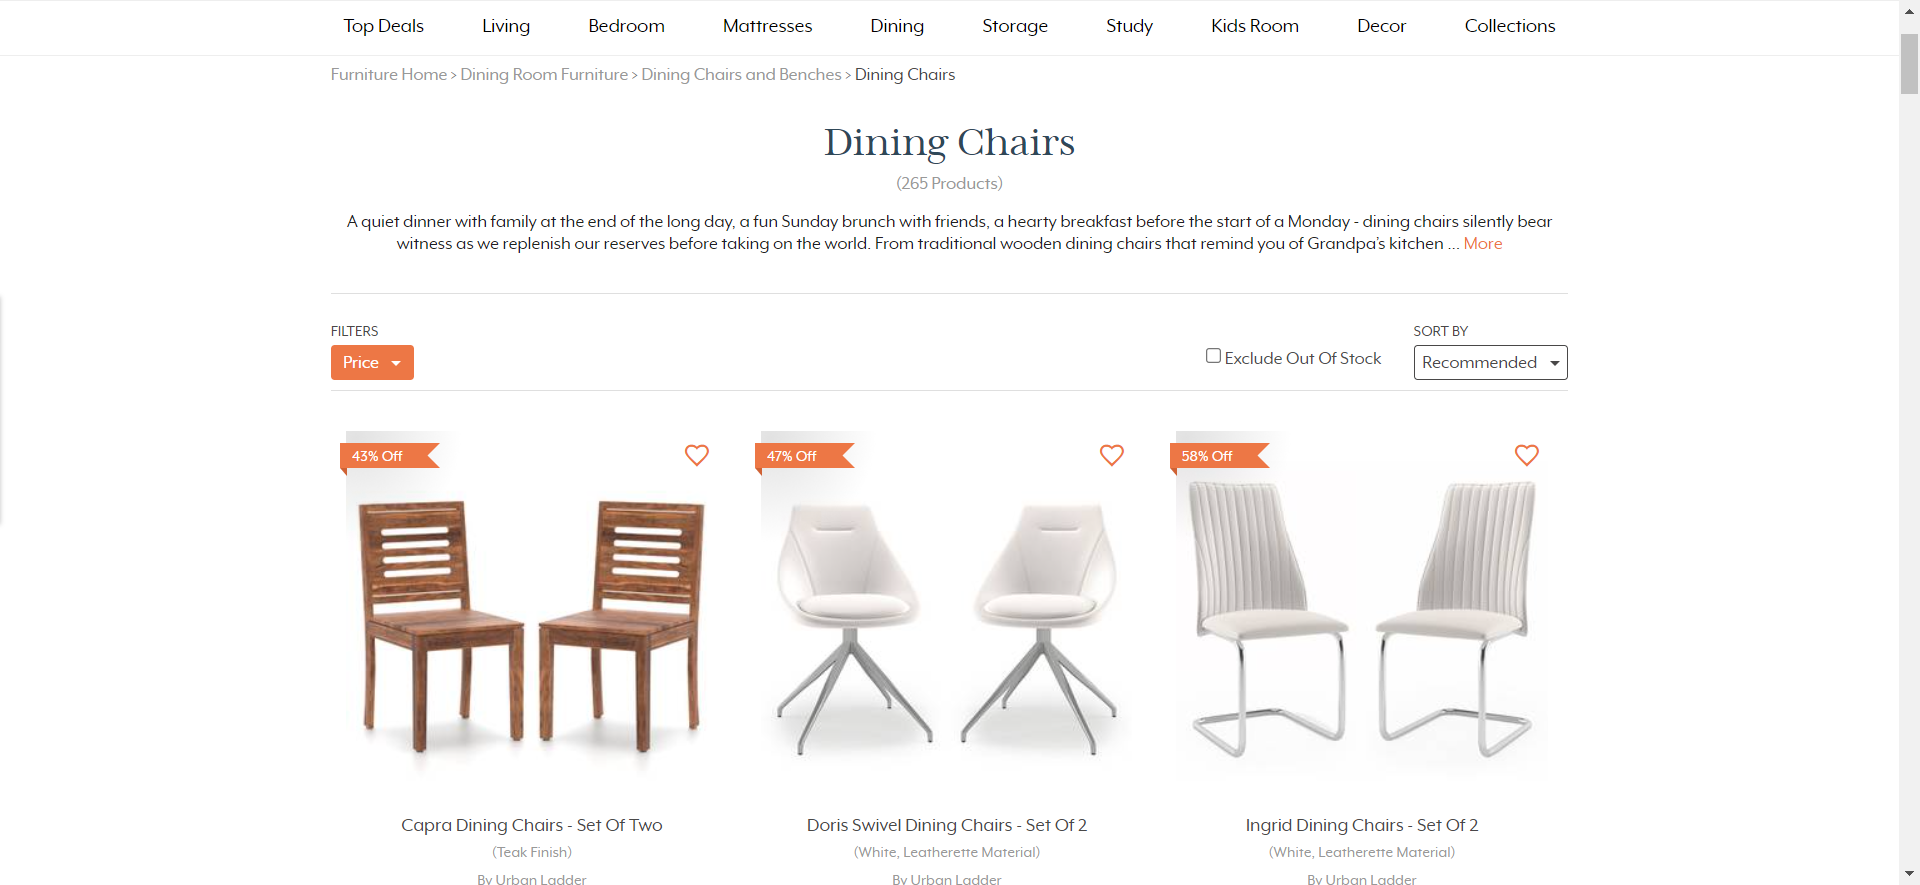 Top Deals Living Bedroom Mattresses Dining Storage Study Kids Room Decor Collections
Furniture Home > Dining Room Furniture > Dining Chairs and Benches > Dining Chairs
Dining Chairs
(265 Products)
A quiet dinner with family at the end of the long day, a fun Sunday brunch with friends, a hearty breakfast before the start of a Monday - dining chairs silently bear
witness as we replenish our reserves before taking on the world. From traditional wooden dining chairs that remind you of Grandpa's kitchen ... More
FILTERS
Price
Exclude Out Of Stock
SORT BY
Recommended
43% Off
47% Off
58% Off
Capra Dining Chairs - Set Of Two
(Teak Finish)
By Urban Ladder
Doris Swivel Dining Chairs - Set Of 2
(White, Leatherette Material)
By Urban Ladder
Ingrid Dining Chairs - Set Of 2
(White, Leatherette Material)
By Urban Ladder